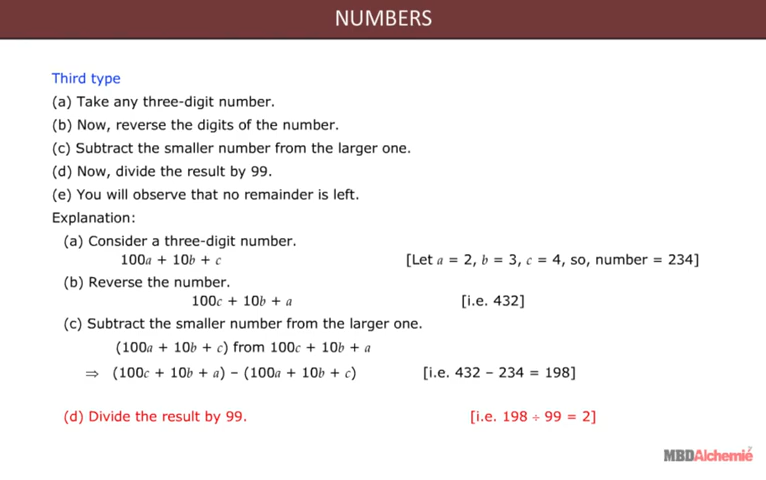 NUMBERS
Third type
(a) Take any three-digit number.
(b) Now, reverse the digits of the number.
(c) Subtract the smaller number from the larger one.
(d) Now, divide the result by 99.
(e) You will observe that no remainder is left.
Explanation:
(a) Consider a three-digit number.
100a + 10b + c [Let a = 2, b = 3, c = 4, so, number = 234]
(b) Reverse the number.
100c + 10b + a [i.e. 432]
(c) Subtract the smaller number from the larger one.
(100a + 10b + c) from 100c + 10b + a
⇒ (100c + 10b + a) – (100a + 10b + c) [i.e. 432 – 234 = 198]
(d) Divide the result by 99. [i.e. 198 ÷ 99 = 2]
MBDAlchemié